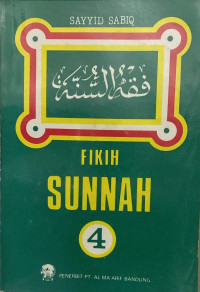 SAYYID SABIQ
فقه السنة
FIKIH
SUNNAH
4
PENERBIT PT. AL MA'ARIF BANDUNG